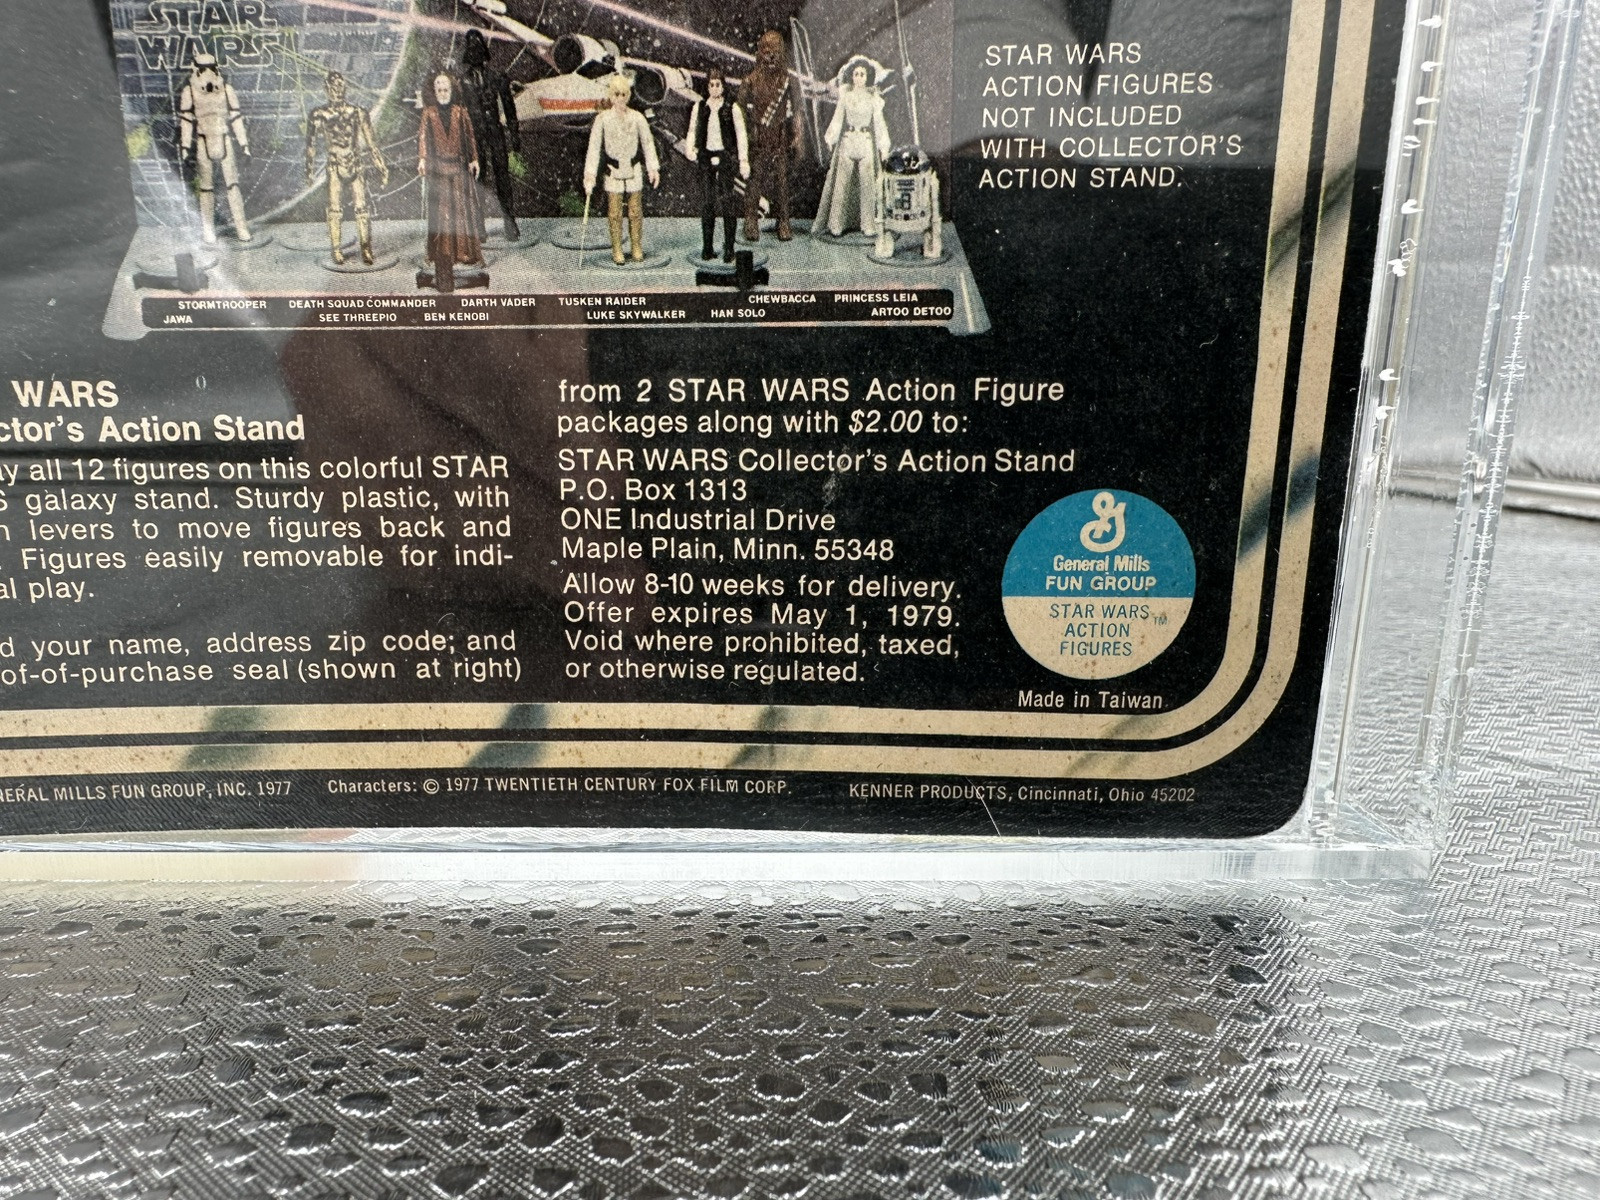 STAR
WARS
STAR WARS
ACTION FIGURES
NOT INCLUDED
WITH COLLECTOR'S
ACTION STAND.
STORMTROOPER DEATH SQUAD COMMANDER DARTH VADER TUSKEN RAIDER CHEWBACCA PRINCESS LEIA
JAWA SEE THREEPIO BEN KENOBI LUKE SKYWALKER HAN SOLO ARTOO DETOO
WARS
ctor's Action Stand
ay all 12 figures on this colorful STAR
S galaxy stand. Sturdy plastic, with
n levers to move figures back and
. Figures easily removable for indi-
al play.
d your name, address zip code; and
of-of-purchase seal (shown at right)
from 2 STAR WARS Action Figure
packages along with $2.00 to:
STAR WARS Collector's Action Stand
P.O. Box 1313
ONE Industrial Drive
Maple Plain, Minn. 55348
Allow 8-10 weeks for delivery.
Offer expires May 1, 1979.
Void where prohibited, taxed,
or otherwise regulated.
G
General Mills
FUN GROUP
STAR WARS TM
ACTION
FIGURES
Made in Taiwan
NERAL MILLS FUN GROUP, INC. 1977 Characters: © 1977 TWENTIETH CENTURY FOX FILM CORP. KENNER PRODUCTS, Cincinnati, Ohio 45202